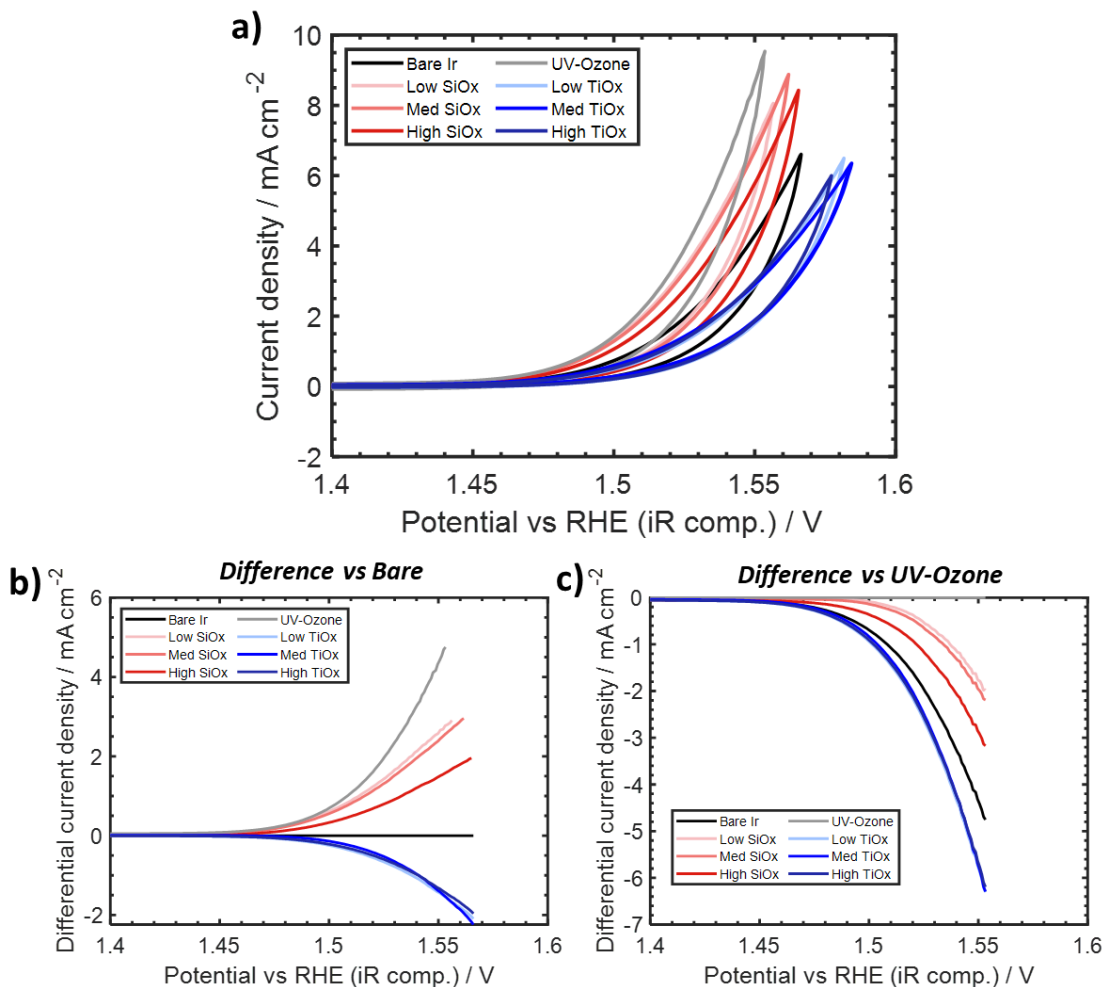 a)
Bare Ir
Low SiOx
Med SiOx
High SiOx
UV-Ozone
Low TiOx
Med TiOx
High TiOx
10
8
6
4
2
0
-2
Current density / mA cm⁻²
1.4
1.45
1.5
1.55
1.6
Potential vs RHE (iR comp.) / V
b)
Difference vs Bare
Bare Ir
Low SiOx
Med SiOx
High SiOx
UV-Ozone
Low TiOx
Med TiOx
High TiOx
6
4
2
0
-2
Differential current density / mA cm⁻²
1.4
1.5
1.6
Potential vs RHE (iR comp.) / V
c)
Difference vs UV-Ozone
0
-1
-2
-3
-4
-5
-6
-7
Differential current density / mA cm⁻²
Bare Ir
Low SiOx
Med SiOx
High SiOx
UV-Ozone
Low TiOx
Med TiOx
High TiOx
1.4
1.45
1.5
1.55
1.6
Potential vs RHE (iR comp.) / V